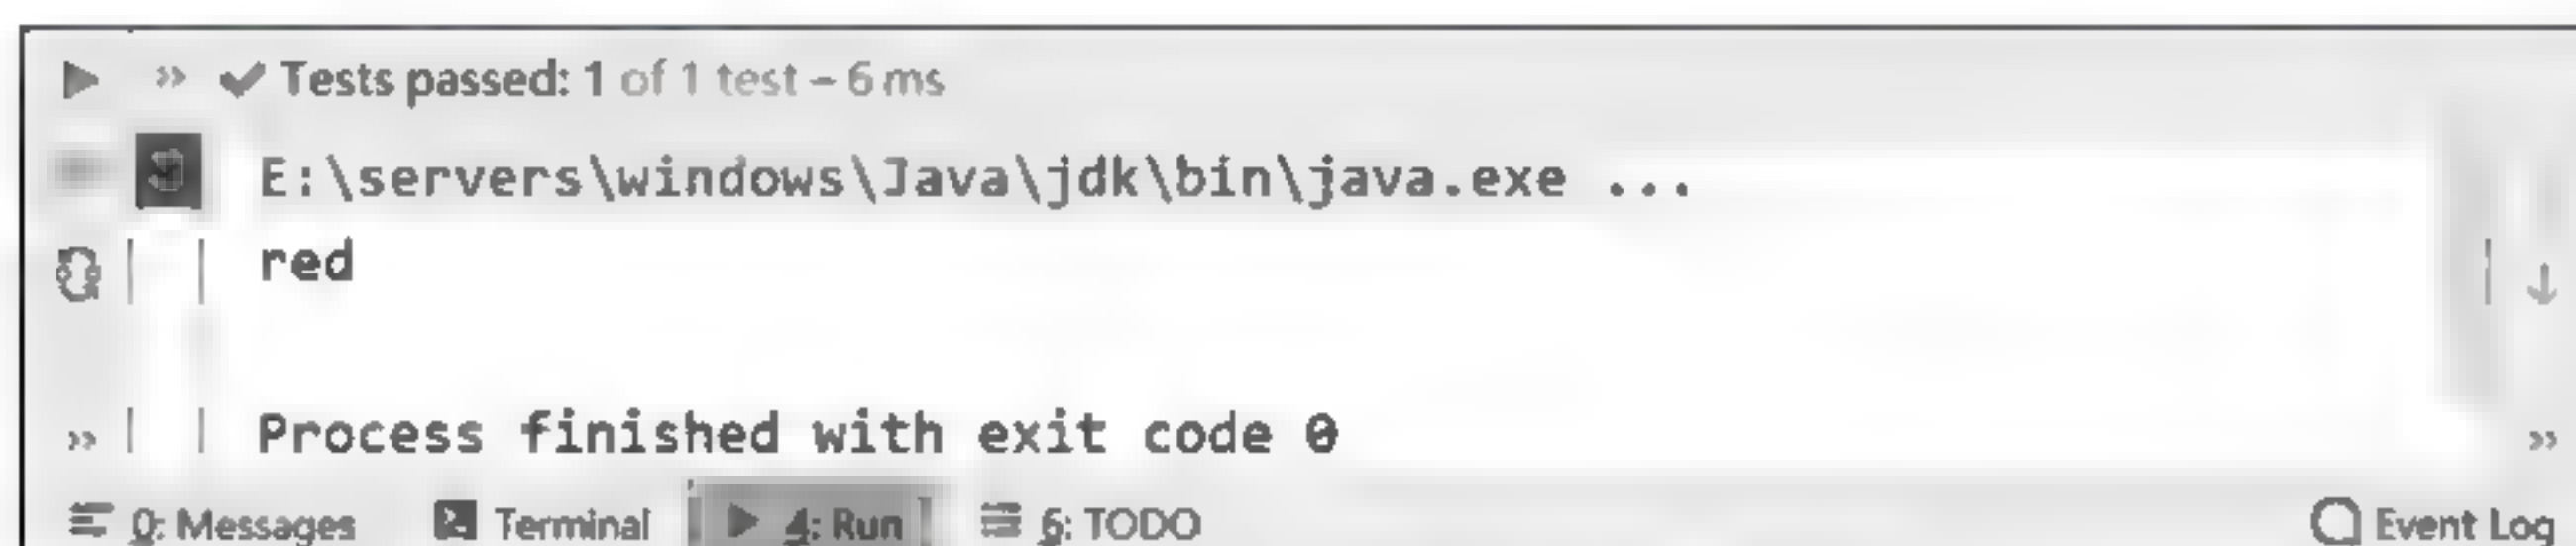 Tests passed: 1 of 1 test – 6 ms
E:\servers\windows\Java\jdk\bin\java.exe ...
red
Process finished with exit code 0
0: Messages Terminal 4: Run 6: TODO Event Log